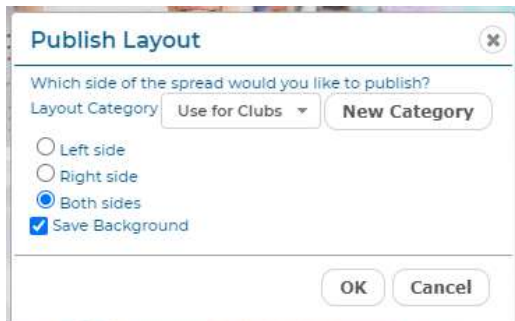 Publish Layout
Which side of the spread would you like to publish?
Layout Category Use for Clubs New Category
Left side
Right side
Both sides
Save Background
OK Cancel